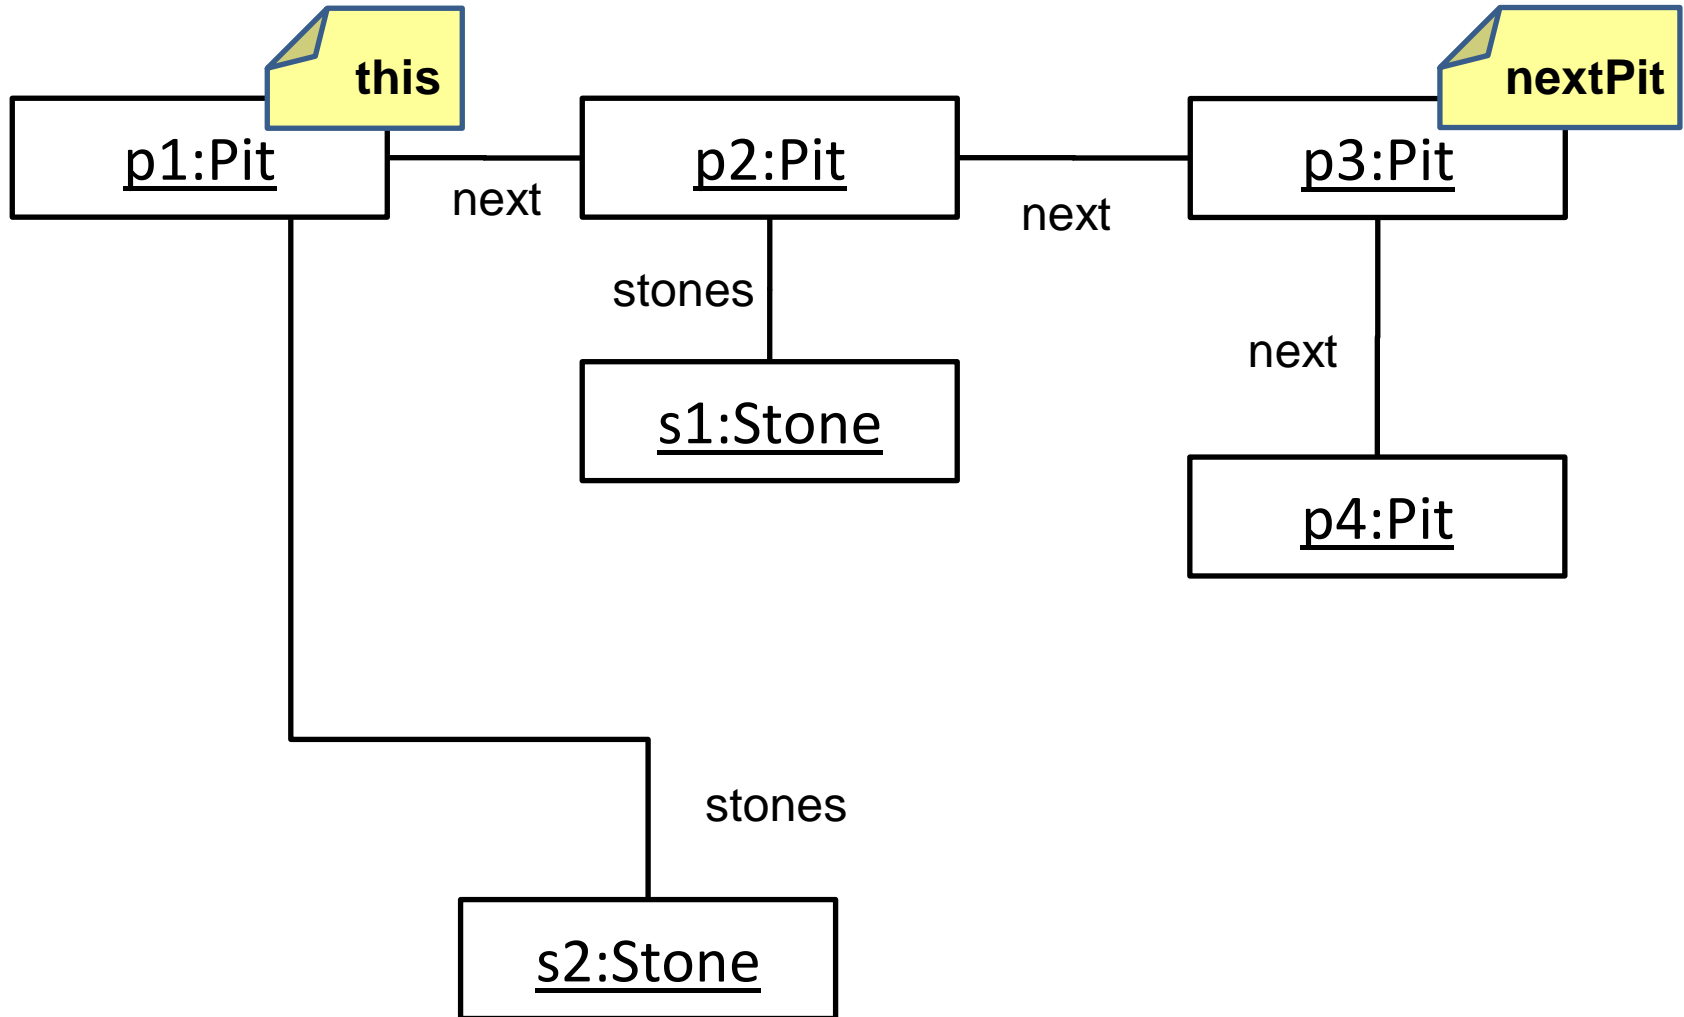 this
nextPit
p1:Pit
p2:Pit
p3:Pit
next
next
stones
next
s1:Stone
p4:Pit
stones
s2:Stone